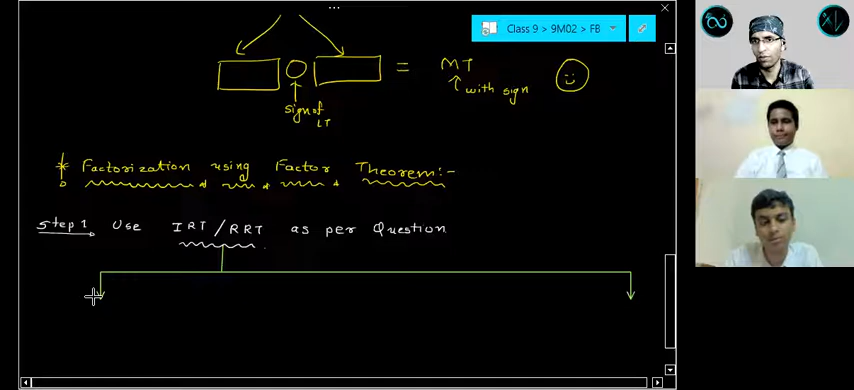 Class 9 > 9M02 > FB
= MT
with sign
sign of
LT
* Factorization using Factor Theorem:-
Step 1. Use IRT/RRT as per Question